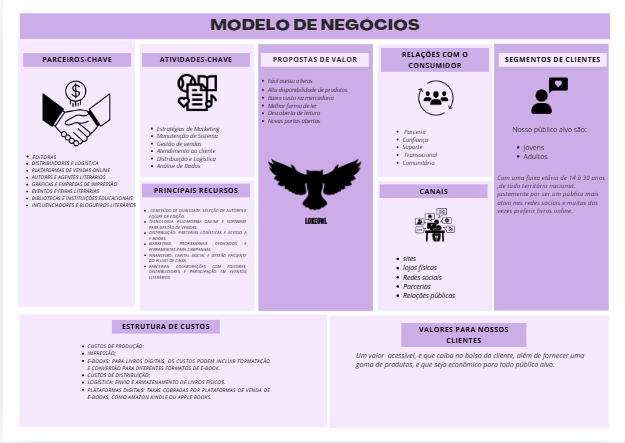 MODELO DE NEGÓCIOS
PARCEIROS-CHAVE
EDITORAS
DISTRIBUIDORES E LOGÍSTICA
PLATAFORMAS DE VENDAS ONLINE
AUTORES E AGENTES LITERÁRIOS
GRÁFICAS E EMPRESAS DE IMPRESSÃO
EVENTOS E FEIRAS LITERÁRIAS
BIBLIOTECAS E INSTITUIÇÕES EDUCACIONAIS
INFLUENCIADORES E BLOGUEIROS LITERÁRIOS
ATIVIDADES-CHAVE
Estratégias de Marketing
Manutenção de Sistema
Gestão de vendas
Atendimento ao cliente
Distribuição e Logística
Análise de Dados
PRINCIPAIS RECURSOS
CONTEÚDO DE QUALIDADE: SELEÇÃO DE AUTORES E
EQUIPE DE EDIÇÃO.
TECNOLOGIA: PLATAFORMA ONLINE E SOFTWARE
PARA GESTÃO DE VENDAS.
DISTRIBUIÇÃO: PARCERIAS LOGÍSTICAS E ACESSO A
E-BOOKS.
MARKETING: PROFISSIONAIS DEDICADOS E
FERRAMENTAS PARA CAMPANHAS.
FINANCEIRO: CAPITAL INICIAL E GESTÃO EFICIENTE
DO FLUXO DE CAIXA.
PARCERIAS: COLABORAÇÕES COM EDITORES,
DISTRIBUIDORES E PARTICIPAÇÃO EM EVENTOS
LITERÁRIOS.
PROPOSTAS DE VALOR
Fácil acesso a livros
Alta disponibilidade de produtos
Baixo custo na mercadoria
Melhor forma de ler
Descoberta de leitura
Novas portas abertas
LOREOWL
RELAÇÕES COM O
CONSUMIDOR
Parceria
Confiança
Suporte
Transacional
Comunitário
CANAIS
sites
lojas físicas
Redes sociais
Parcerias
Relações públicas
SEGMENTOS DE CLIENTES
Nosso público alvo são:
Jovens
Adultos
Com uma faixa etária de 14 à 30 anos
,de todo território nacional.
justamente por ser um públiço mais
ativo nas redes sociais e muitas das
vezes preferir livros online.
ESTRUTURA DE CUSTOS
CUSTOS DE PRODUÇÃO:
IMPRESSÃO;
E-BOOKS: PARA LIVROS DIGITAIS, OS CUSTOS PODEM INCLUIR FORMATAÇÃO
E CONVERSÃO PARA DIFERENTES FORMATOS DE E-BOOK.
CUSTOS DE DISTRIBUIÇÃO;
LOGÍSTICA: ENVIO E ARMAZENAMENTO DE LIVROS FÍSICOS.
PLATAFORMAS DIGITAIS: TAXAS COBRADAS POR PLATAFORMAS DE VENDA DE
E-BOOKS, COMO AMAZON KINDLE OU APPLE BOOKS.
VALORES PARA NOSSOS
CLIENTES
Um valor acessível, e que caiba no bolso do cliente, além de fornecer uma
gama de produtos, e que seja econômico para todo público alvo.